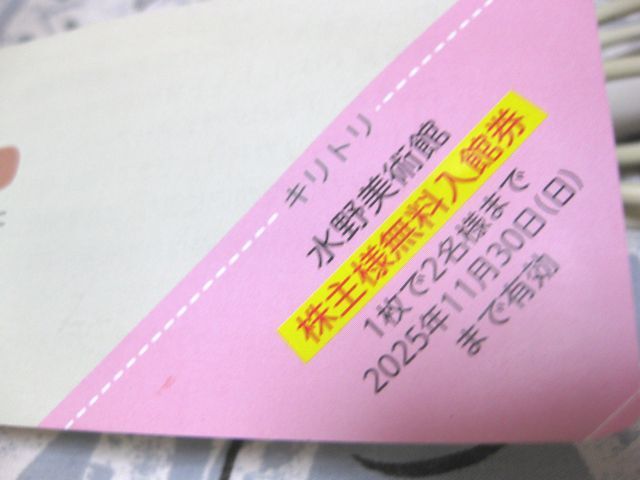 キリトリ
水野美術館
株主様無料入館券
1枚で2名様まで
2025年11月30日(日)
まで有効